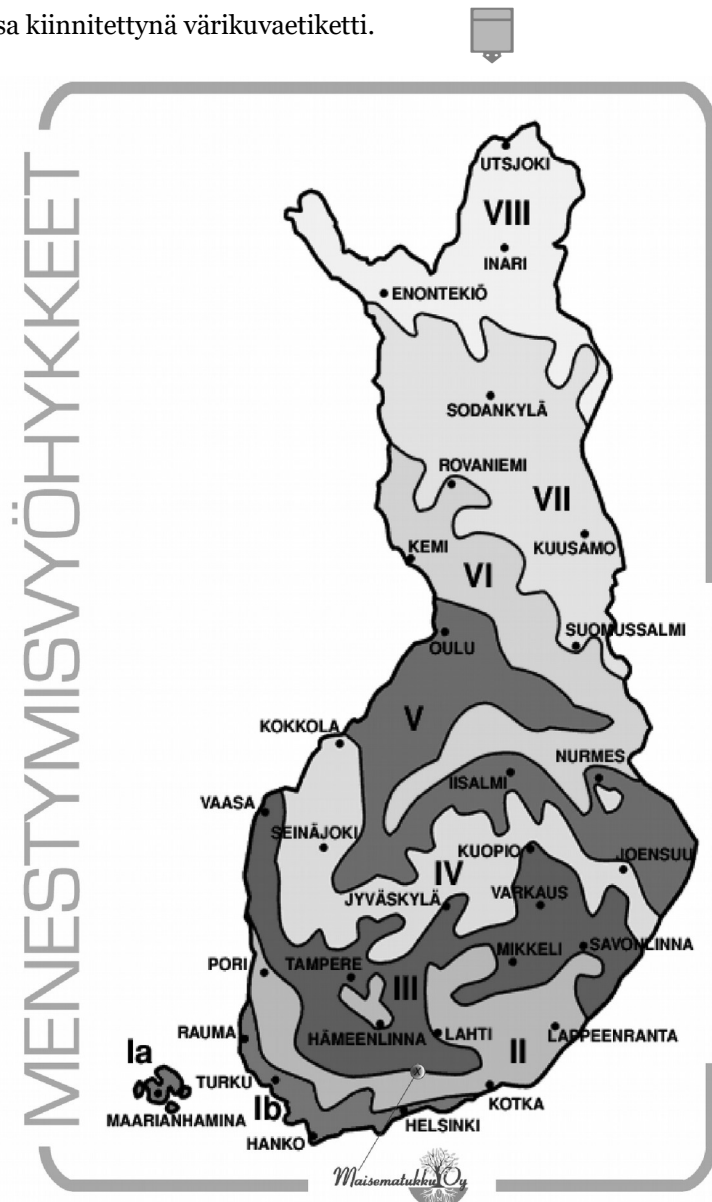 sa kiinnitettynä värikuvaetiketti.
MENESTYMISVYÖHYKKEET
UTSJOKI
VIII
INARI
ENONTEKIÖ
SODANKYLÄ
ROVANIEMI
VII
KEMI
KUUSAMO
VI
SUOMUSSALMI
OULU
V
KOKKOLA
NURMES
IISALMI
VAASA
SEINÄJOKI
KUOPIO
JOENSUU
IV
JYVÄSKYLÄ
VARKAUS
SAVONLINNA
MIKKELI
PORI
TAMPERE
III
RAUMA
HÄMEENLINNA
LAHTI
LAPPEENRANTA
II
Ia
TURKU
KOTKA
MAARIANHAMINA
Ib
HELSINKI
HANKO
Maisematukku Oy